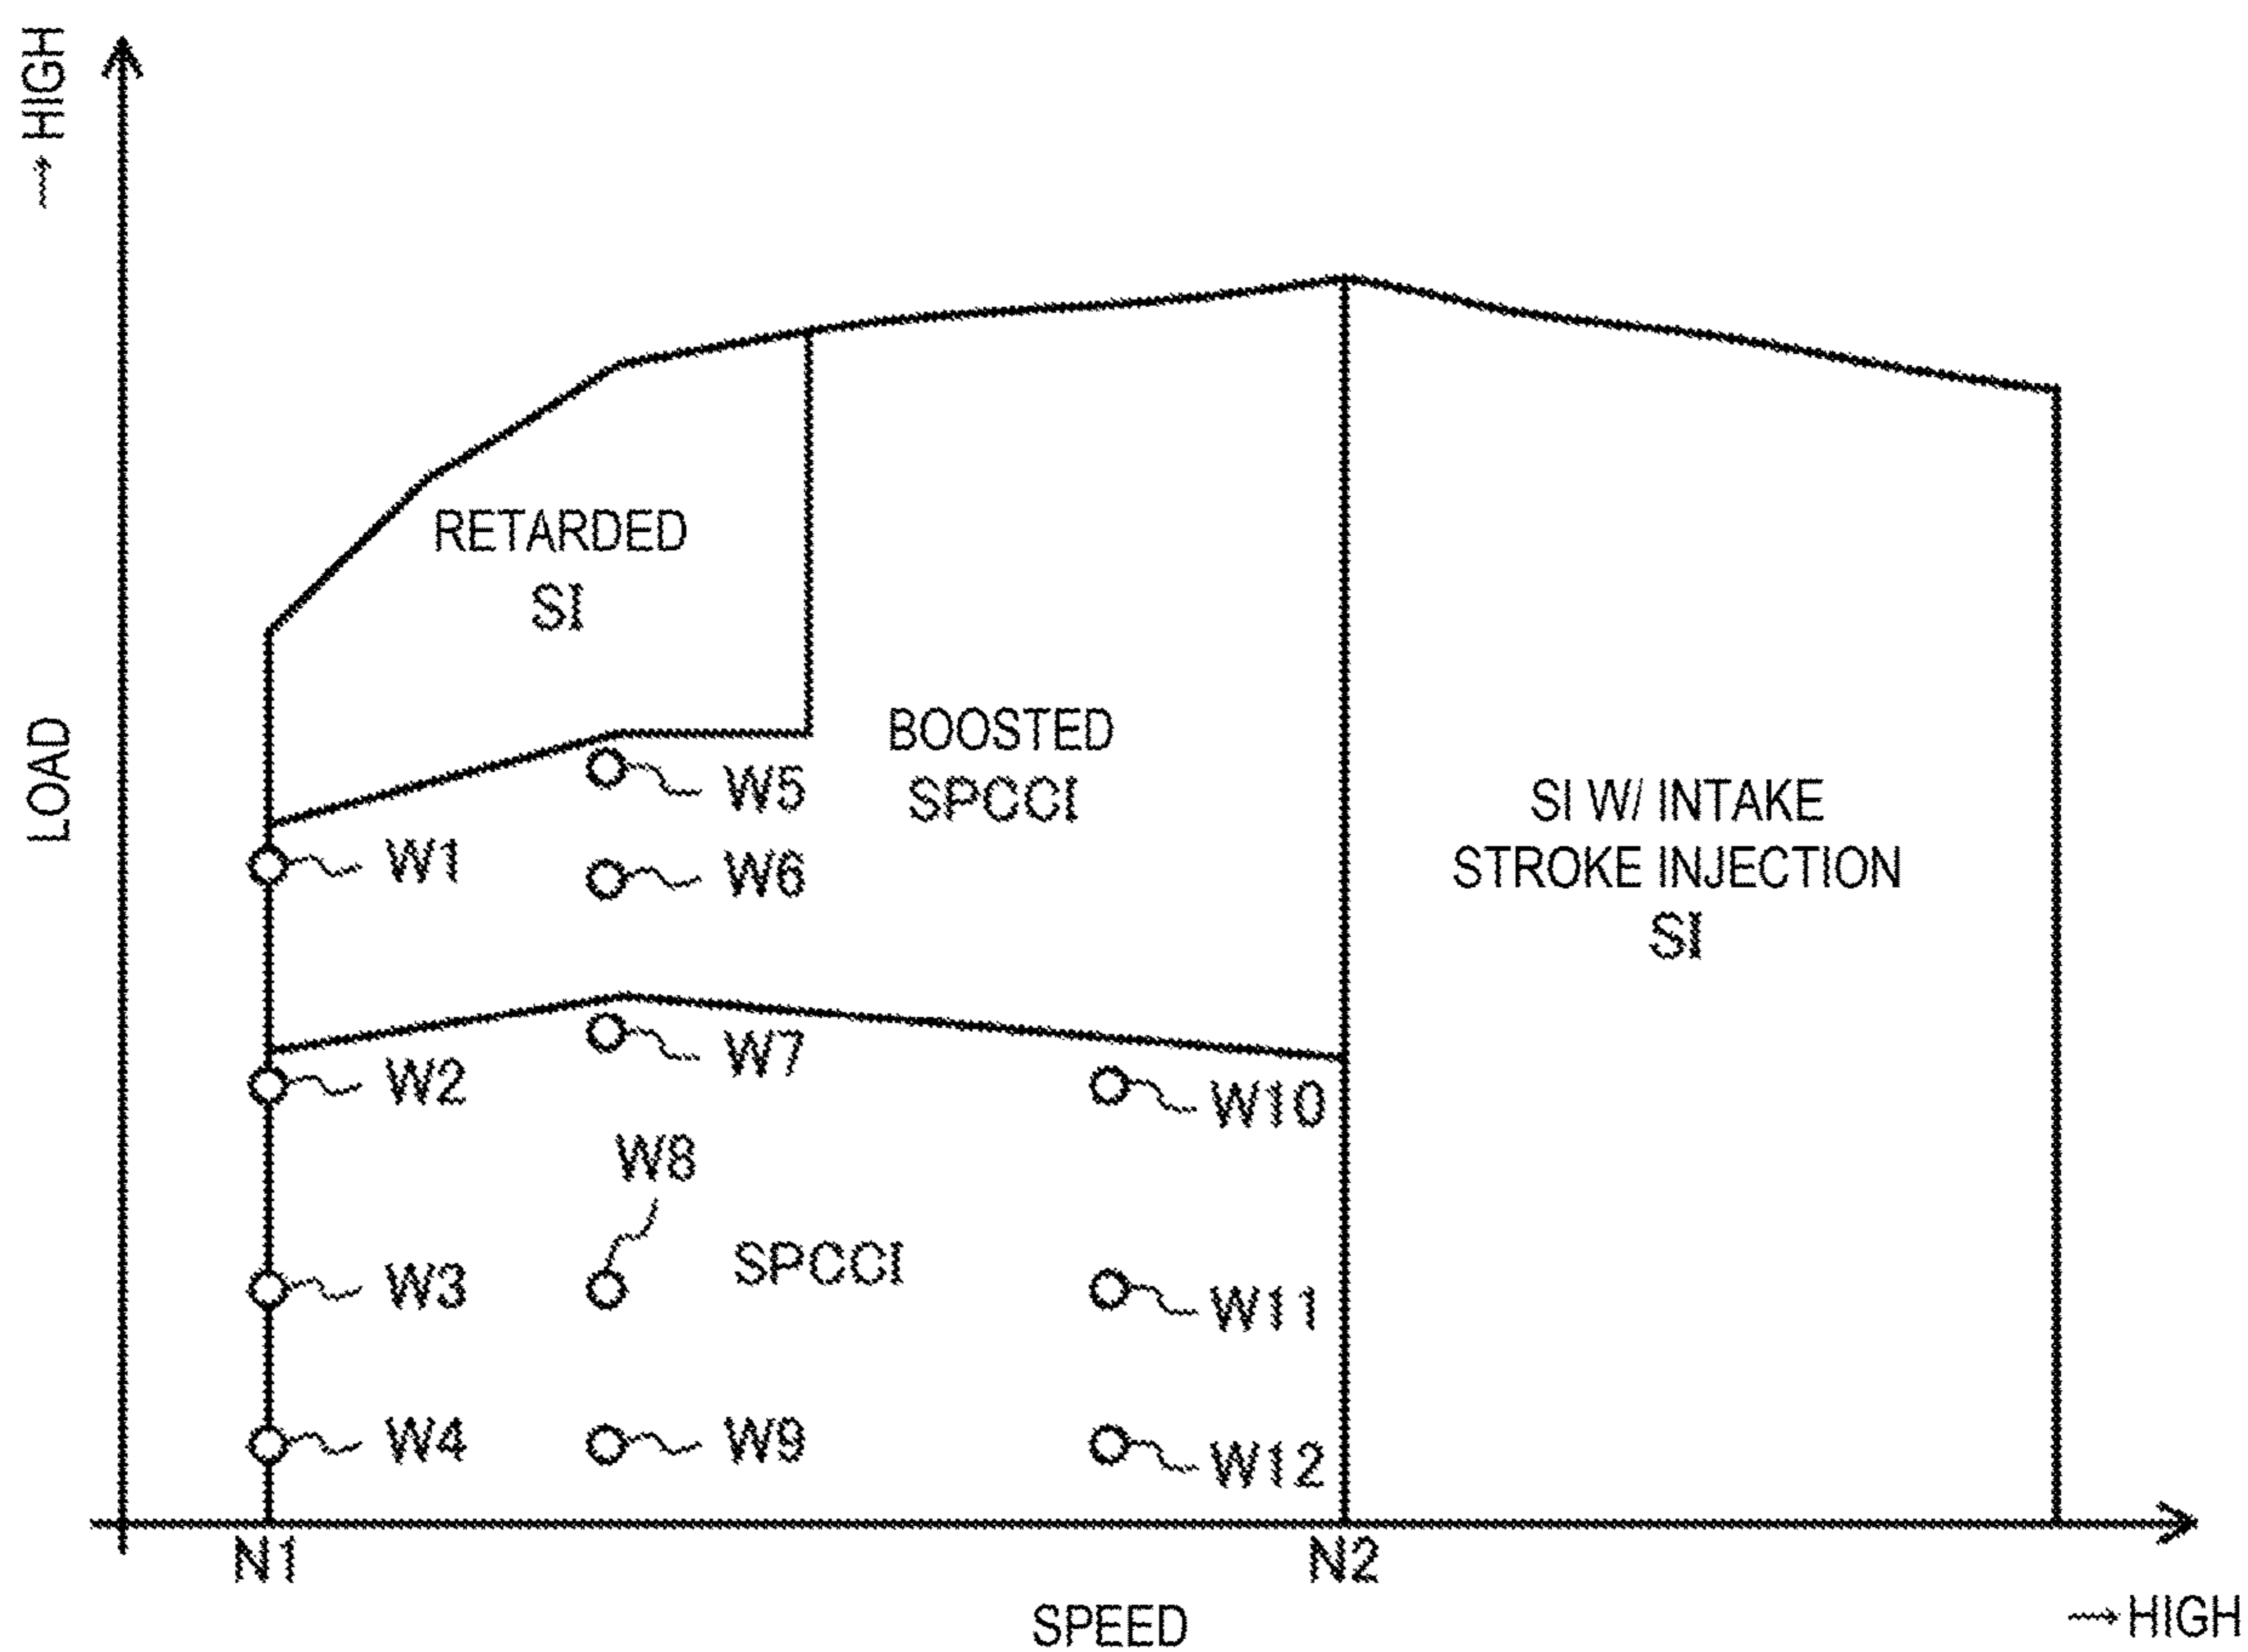 → HIGH
LOAD
RETARDED
SI
BOOSTED
SPCCI
SI W/ INTAKE
STROKE INJECTION
SI
W5
W1
W6
W7
W2
W10
W8
SPCCI
W3
W11
W4
W9
W12
N1
N2
SPEED
→ HIGH